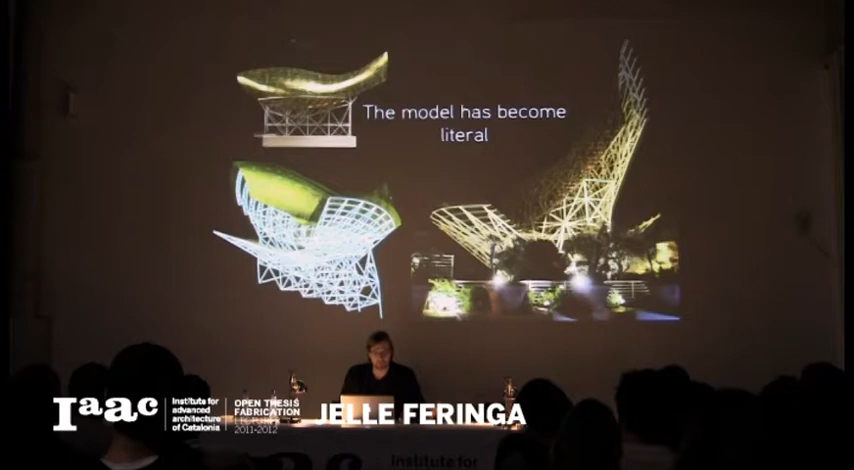 The model has become
literal
Iaac
Institute for
advanced
architecture
of Catalonia
OPEN THESIS
FABRICATION
LECTURES
2011-2012
JELLE FERINGA
Institute for